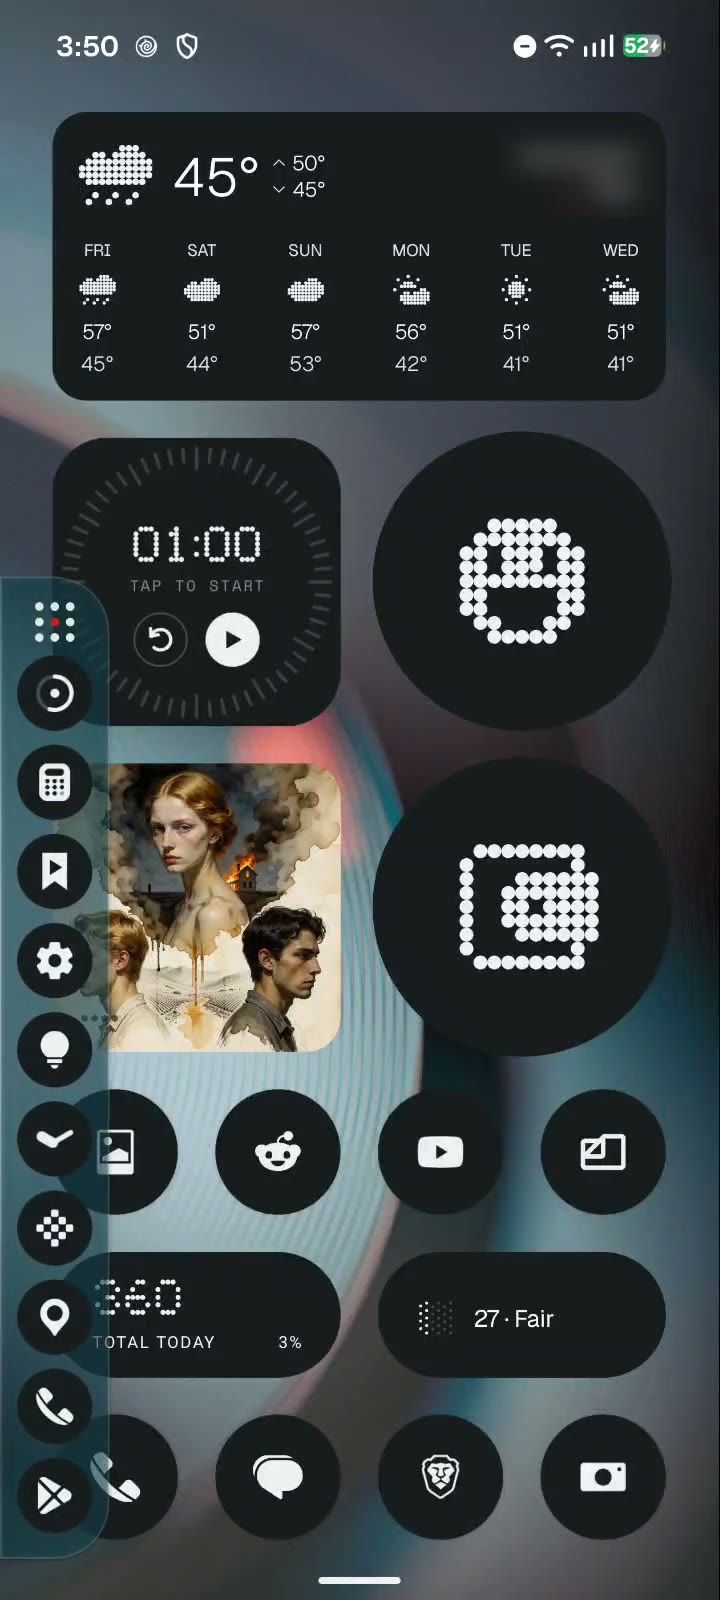 3:50
52
45°
50°
45°
FRI SAT SUN MON TUE WED
57° 51° 57° 56° 51° 51°
45° 44° 53° 42° 41° 41°
01:00
TAP TO START
360
TOTAL TODAY 3%
27 · Fair